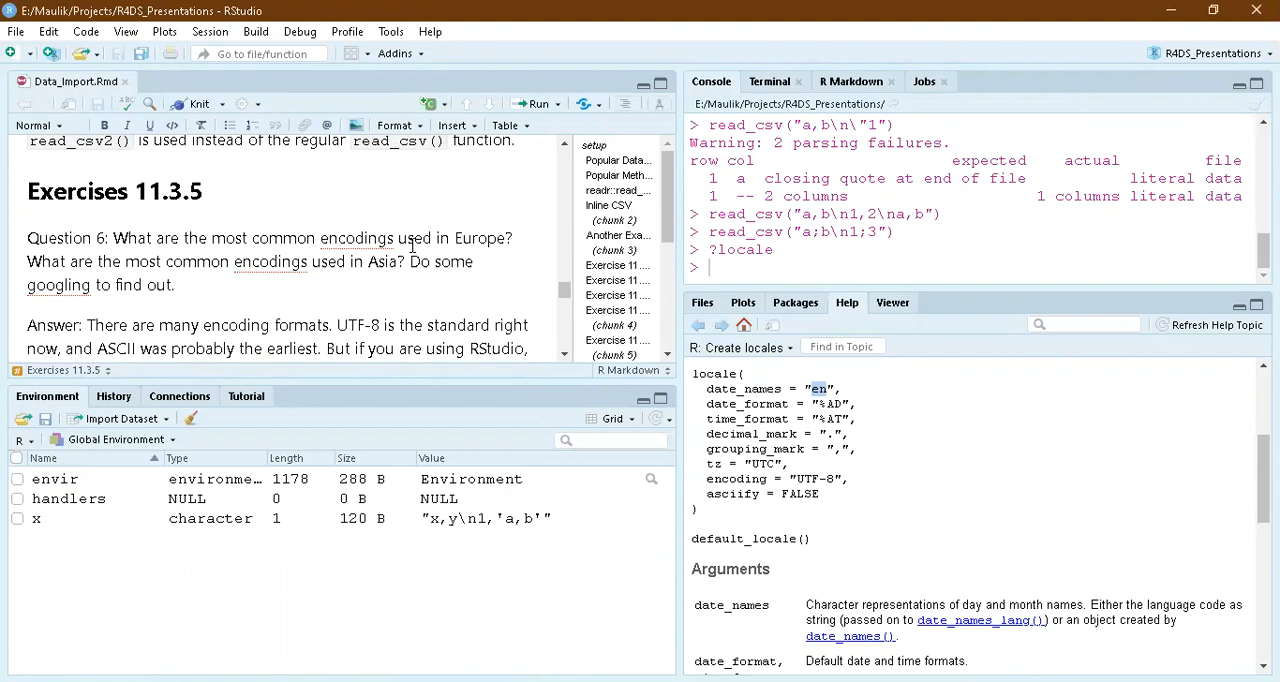 E:/Maulik/Projects/R4DS_Presentations - RStudio
File Edit Code View Plots Session Build Debug Profile Tools Help
Go to file/function
Addins
R4DS_Presentations
Data_Import.Rmd
Knit
Run
Normal
B I U
Format
Insert
Table
read_csv2() is used instead of the regular read_csv() function.
Exercises 11.3.5
Question 6: What are the most common encodings used in Europe?
What are the most common encodings used in Asia? Do some
googling to find out.
Answer: There are many encoding formats. UTF-8 is the standard right
now, and ASCII was probably the earliest. But if you are using RStudio,
setup
Popular Data...
Popular Meth...
readr::read_...
Inline CSV
(chunk 2)
Another Exa...
(chunk 3)
Exercise 11....
Exercise 11....
Exercise 11....
Exercise 11....
(chunk 4)
Exercise 11....
(chunk 5)
Exercises 11.3.5
R Markdown
Environment History Connections Tutorial
Import Dataset
Grid
R
Global Environment
Name Type Length Size Value
envir environme... 1178 288 B Environment
handlers NULL 0 0 B NULL
x character 1 120 B "x,y\n1,'a,b'"
Console Terminal R Markdown Jobs
E:/Maulik/Projects/R4DS_Presentations/
> read_csv("a,b\n\"1")
Warning: 2 parsing failures.
row col expected actual file
1 a closing quote at end of file literal data
1 -- 2 columns 1 columns literal data
> read_csv("a,b\n1,2\na,b")
> read_csv("a;b\n1;3")
> ?locale
>
Files Plots Packages Help Viewer
Refresh Help Topic
R: Create locales
Find in Topic
locale(
date_names = "en",
date_format = "%AD",
time_format = "%AT",
decimal_mark = ".",
grouping_mark = ",",
tz = "UTC",
encoding = "UTF-8",
asciify = FALSE
)
default_locale()
Arguments
date_names Character representations of day and month names. Either the language code as
string (passed on to date_names_lang()) or an object created by
date_names().
date_format, Default date and time formats.